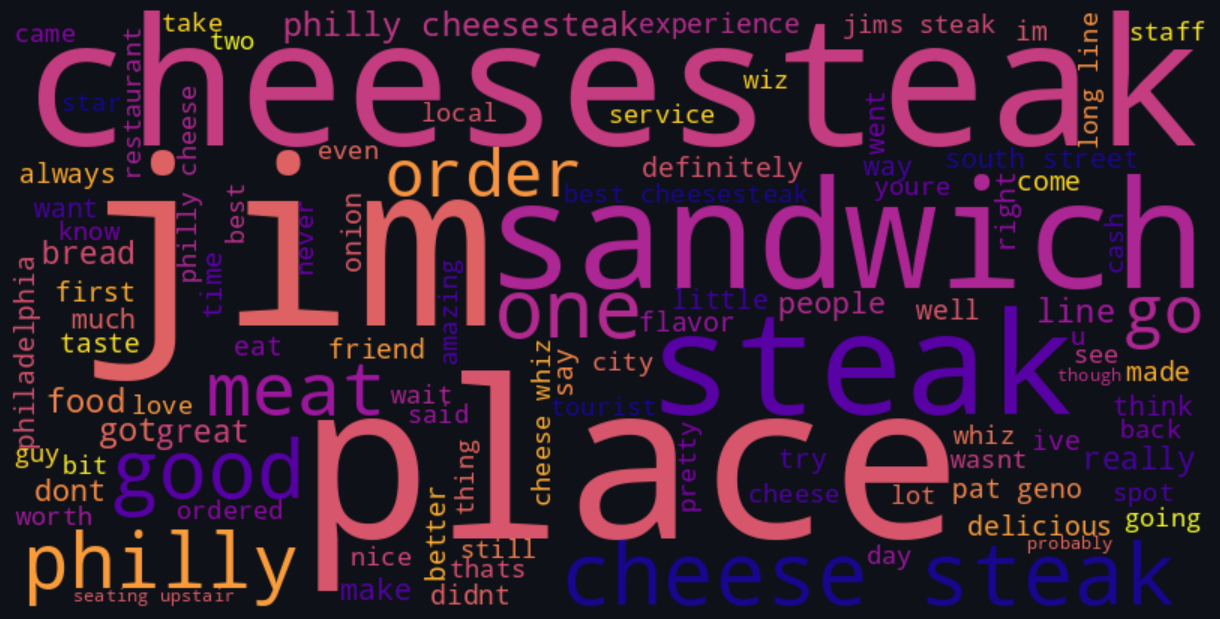 came
take
two
philly cheesesteak
experience
jims steak
im
long line
staff
cheesesteak
star
restaurant
philly cheese
local
wiz
service
went
always
even
order
definitely
way
south street
youre
come
best cheesesteak
want
know
bread
jim
best
never
onion
sandwich
right
cash
time
amazing
philadelphia
first
much
taste
one
little
people
flavor
well
line
go
eat
friend
cheese whiz
say
city
steak
u
see
though
made
food
love
meat
wait
said
tourist
think
back
got
great
place
whiz
wasnt
ive
really
guy
bit
good
thing
pretty
try
cheese
lot
pat geno
spot
dont
worth
ordered
delicious
going
philly
nice
better
still
thats
didnt
make
day
probably
cheese steak
seating upstair